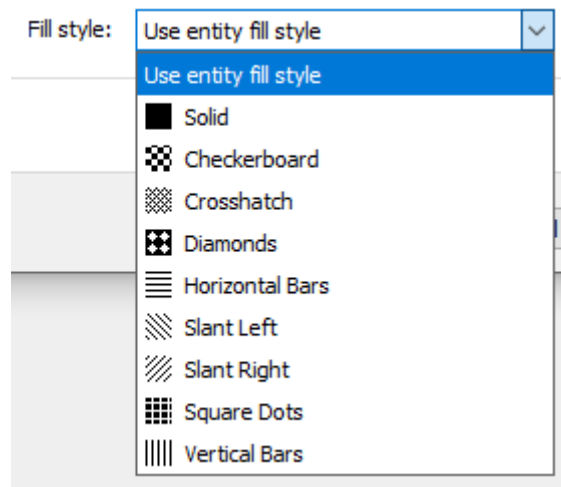 Fill style: Use entity fill style
Use entity fill style
Solid
Checkerboard
Crosshatch
Diamonds
Horizontal Bars
Slant Left
Slant Right
Square Dots
Vertical Bars